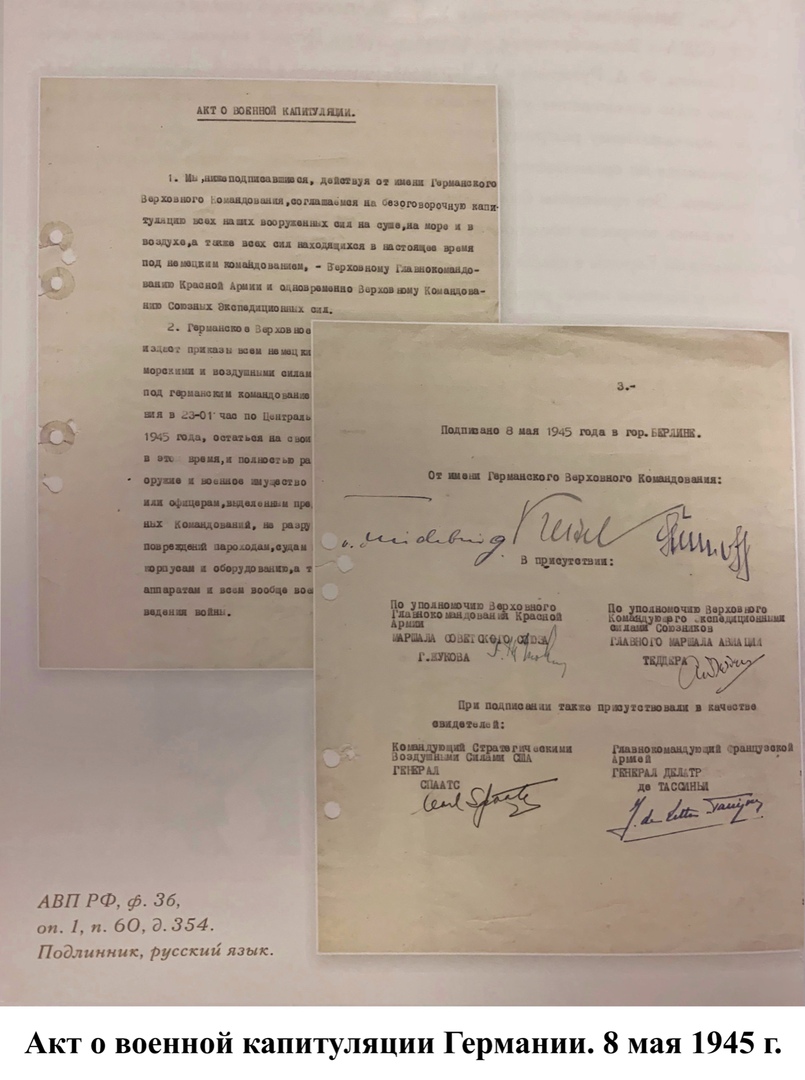 АКТ О ВОЕННОЙ КАПИТУЛЯЦИИ.
1. Мы,нижеподписавшиеся, действуя от имени Германского
Верховного Командования,соглашаемся на безоговорочную капи-
туляцию всех наших вооруженных сил на суше,на море и в
воздухе,а также всех сил находящихся в настоящее время
под немецким командованием, - Верховному Главнокомандо-
ванию Красной Армии и одновременно Верховному Командова-
нию Союзных Экспедиционных сил.
2. Германское Верховное
издаст приказы всем немецки
морскими и воздушными силам
под германским командование
ния в 23-01 час по Централь
1945 года, остаться на свои
в это время,и полностью ра
оружие и военное имущество
или офицерам,выделенным пре
ных Командований, не разру
повреждений пароходам,судам
корпусам и оборудованию,а т
аппаратам и всем вообще вое
ведения войны.
3.-
Подписано 8 мая 1945 года в гор. БЕРЛИНЕ.
От имени Германского Верховного Командования:
Keitel
В присутствии:
По уполномочию Верховного
Главнокомандования Красной
Армии
МАРШАЛА СОВЕТСКОГО СОЮЗА
Г.ЖУКОВА
По уполномочию Верховного
Командующего экспедиционными
силами Союзников
ГЛАВНОГО МАРШАЛА АВИАЦИИ
ТЕДДЕРА
При подписании также присутствовали в качестве
свидетелей:
Командующий Стратегическими
Воздушными Силами США
ГЕНЕРАЛ
СПААТС
Carl Spaatz
Главнокомандующий Французской
Армией
ГЕНЕРАЛ ДЕЛАТР
де ТАССИНЬИ
АВП РФ, ф. 36,
оп. 1, п. 60, д. 354.
Подлинник, русский язык.
Акт о военной капитуляции Германии. 8 мая 1945 г.